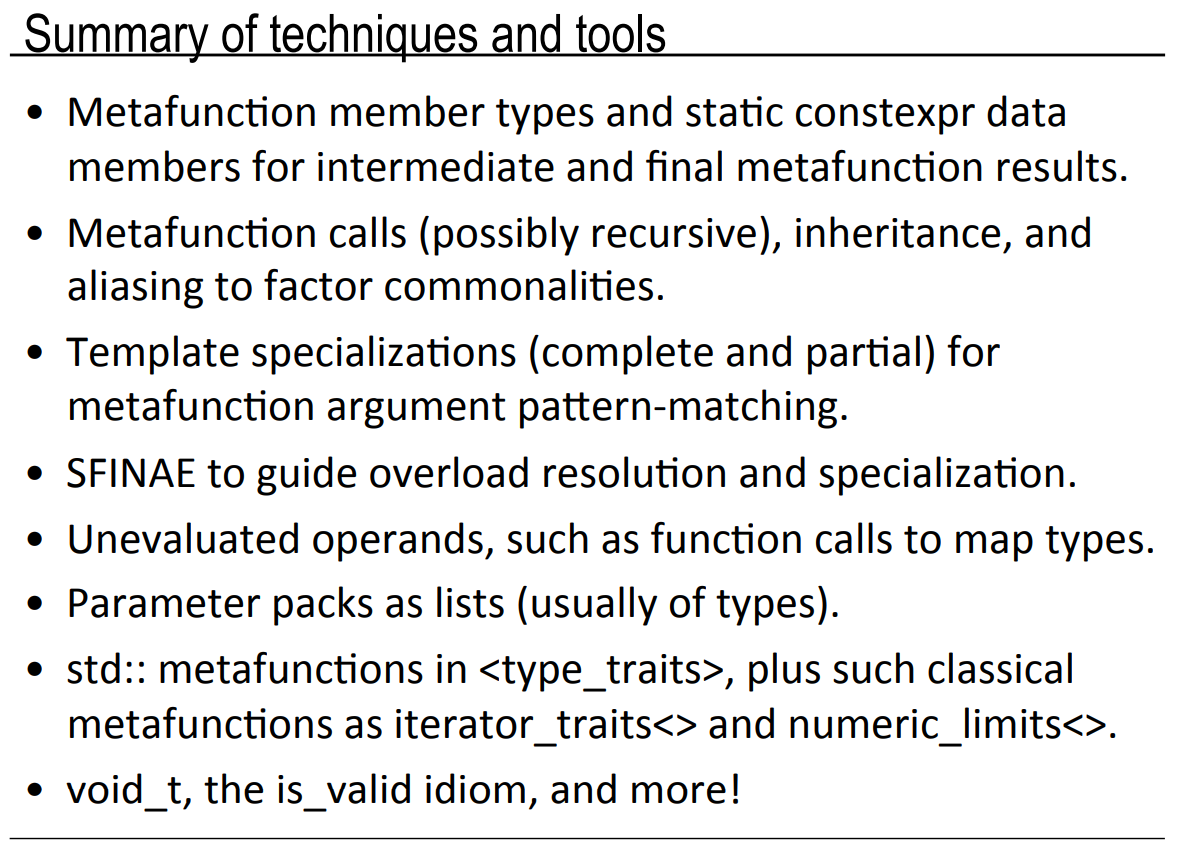 Summary of techniques and tools
• Metafunction member types and static constexpr data
members for intermediate and final metafunction results.
• Metafunction calls (possibly recursive), inheritance, and
aliasing to factor commonalities.
• Template specializations (complete and partial) for
metafunction argument pattern-matching.
• SFINAE to guide overload resolution and specialization.
• Unevaluated operands, such as function calls to map types.
• Parameter packs as lists (usually of types).
• std:: metafunctions in <type_traits>, plus such classical
metafunctions as iterator_traits<> and numeric_limits<>.
• void_t, the is_valid idiom, and more!